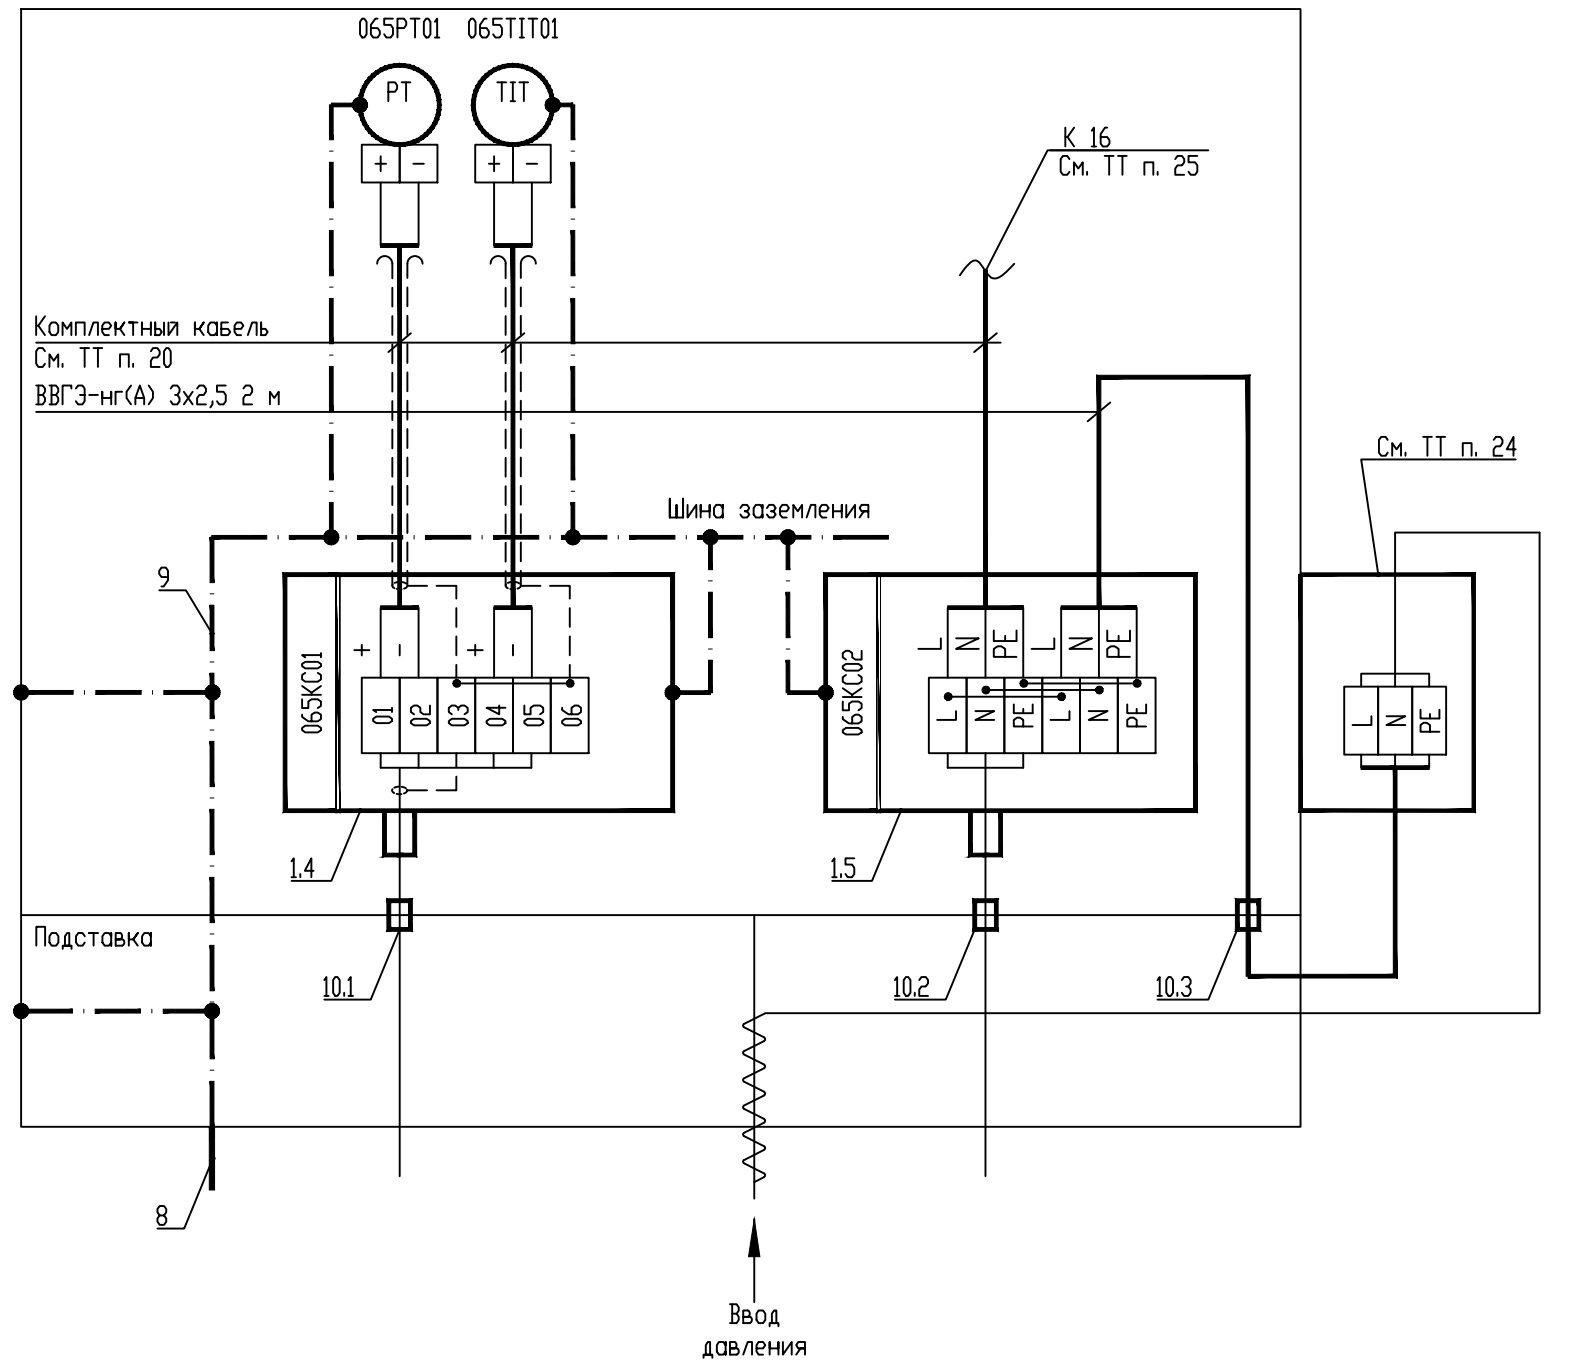 065PT01 065TIT01
PT TIT
+ − + −
К 16
См. ТТ п. 25
Комплектный кабель
См. ТТ п. 20
ВВГЭ-нг(А) 3х2,5 2 м
См. ТТ п. 24
Шина заземления
9
065КС01
+ − + −
01 02 03 04 05 06
065КС02
L N PE L N PE
L N PE L N PE
L N PE
1.4
1.5
Подставка
10.1
10.2
10.3
8
Ввод
давления